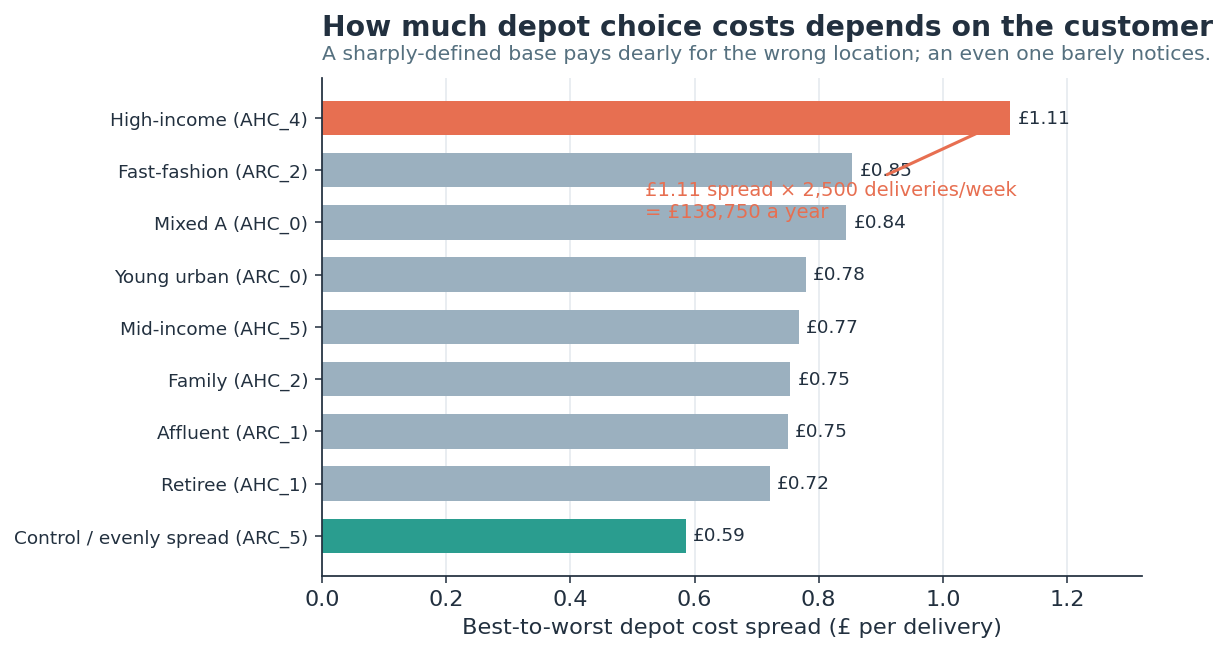 How much depot choice costs depends on the customer
A sharply-defined base pays dearly for the wrong location; an even one barely notices.
High-income (AHC_4)
£1.11
Fast-fashion (ARC_2)
£0.85
£1.11 spread × 2,500 deliveries/week
= £138,750 a year
Mixed A (AHC_0)
£0.84
Young urban (ARC_0)
£0.78
Mid-income (AHC_5)
£0.77
Family (AHC_2)
£0.75
Affluent (ARC_1)
£0.75
Retiree (AHC_1)
£0.72
Control / evenly spread (ARC_5)
£0.59
0.0 0.2 0.4 0.6 0.8 1.0 1.2
Best-to-worst depot cost spread (£ per delivery)